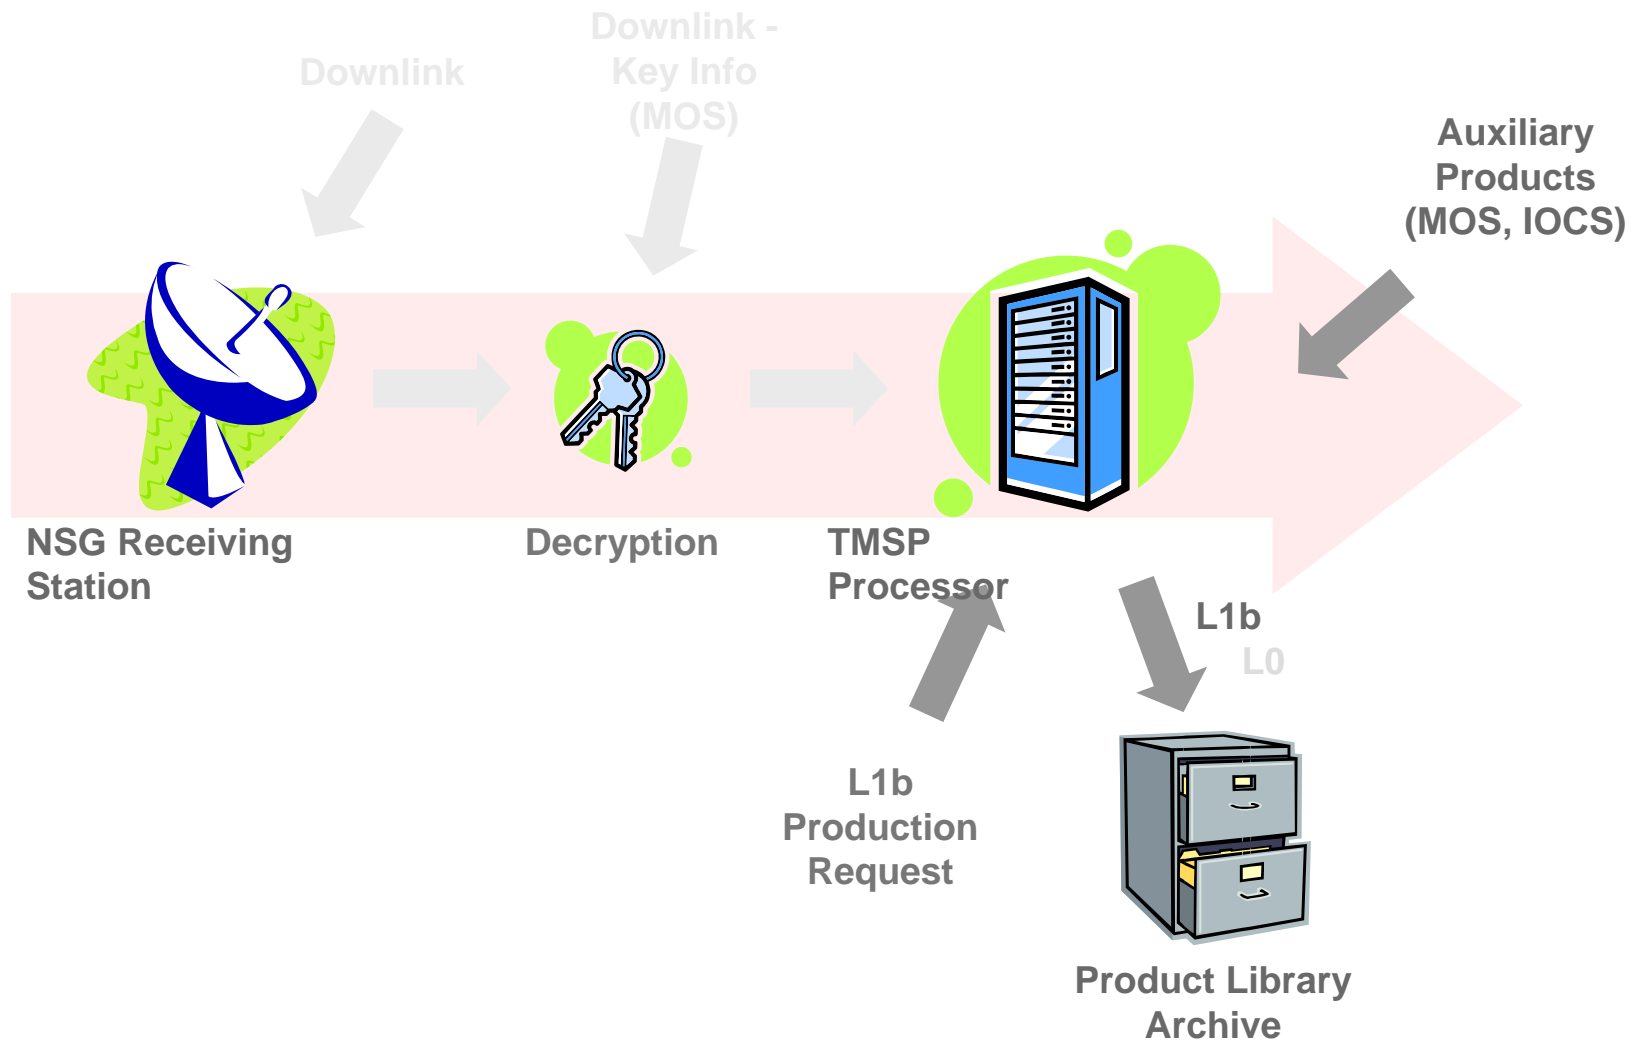 Downlink
Downlink -
Key Info
(MOS)
Auxiliary
Products
(MOS, IOCS)
NSG Receiving
Station
Decryption
TMSP
Processor
L1b
L0
L1b
Production
Request
Product Library
Archive